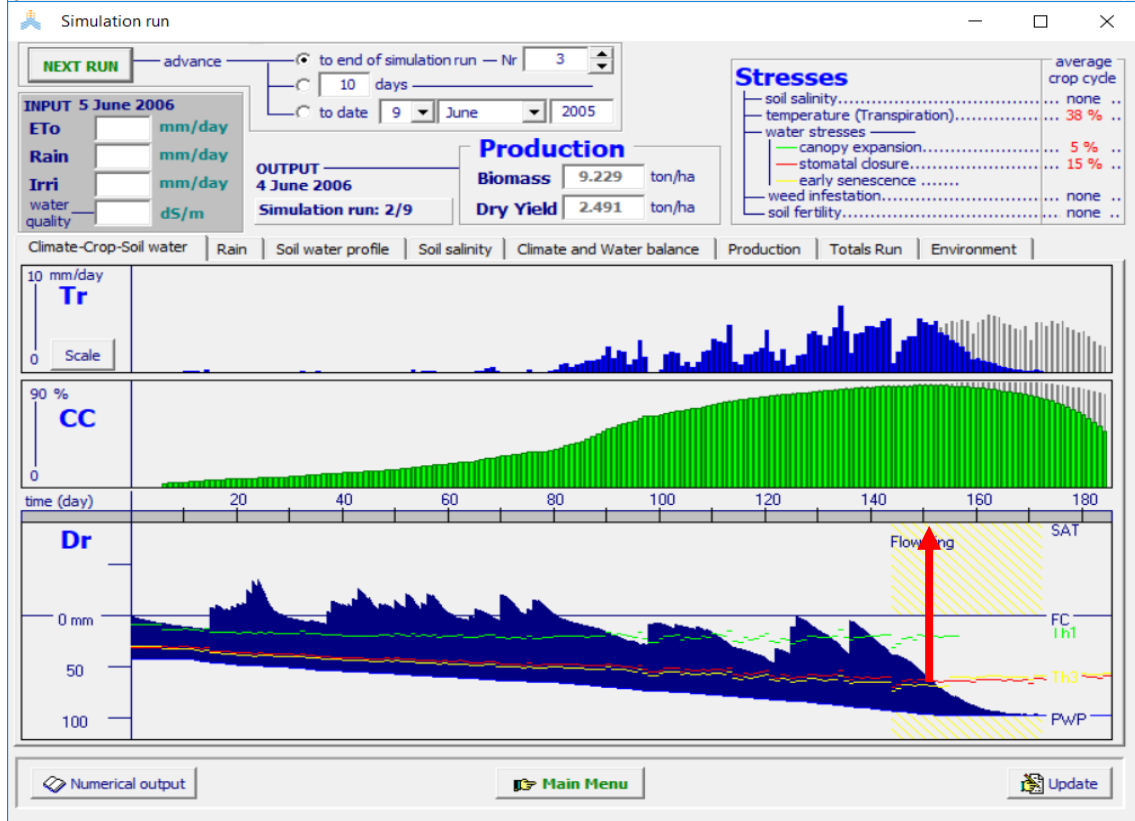 Simulation run
NEXT RUN advance to end of simulation run Nr 3
10 days
to date 9 June 2005
INPUT 5 June 2006
ETo mm/day
Rain mm/day
Irri mm/day
water quality dS/m
OUTPUT
4 June 2006
Simulation run: 2/9
Production
Biomass 9.229 ton/ha
Dry Yield 2.491 ton/ha
Stresses average crop cycle
soil salinity none
temperature (Transpiration) 38 %
water stresses
canopy expansion 5 %
stomatal closure 15 %
early senescence
weed infestation none
soil fertility none
Climate-Crop-Soil water Rain Soil water profile Soil salinity Climate and Water balance Production Totals Run Environment
10 mm/day
Tr
0 Scale
90 %
CC
0
time (day) 20 40 60 80 100 120 140 160 180
Dr
SAT
0 mm
FC
Th1
50
Th3
100
PWP
Numerical output Main Menu Update